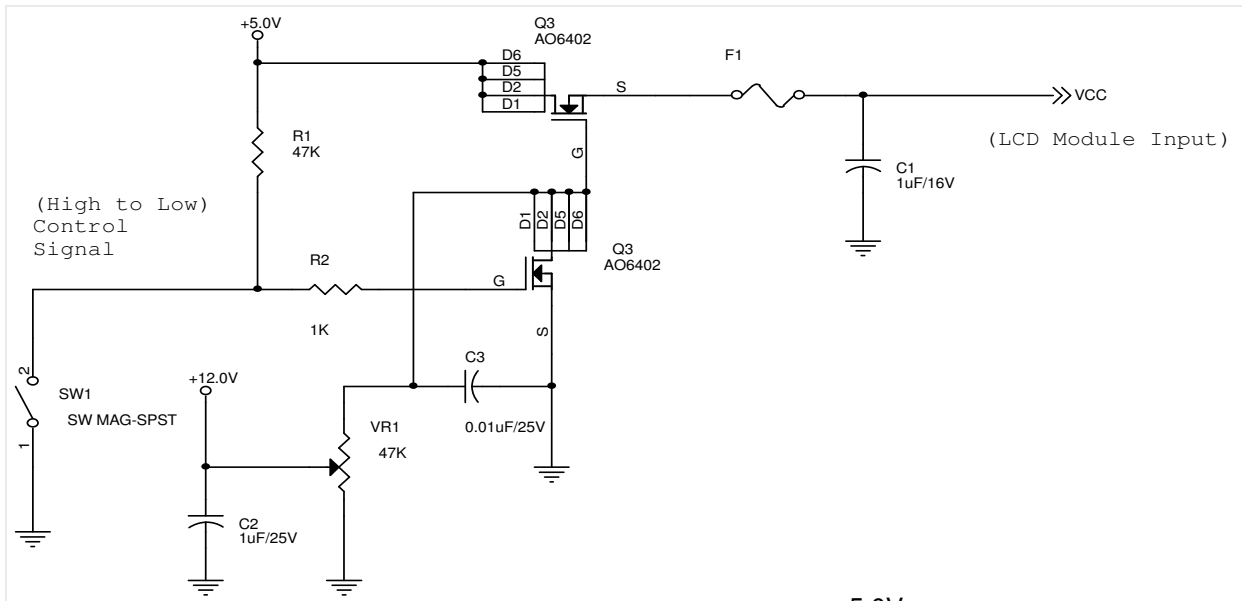 +5.0V
Q3
AO6402
D6
D5
D2
D1
S
F1
VCC
(LCD Module Input)
R1
47K
G
C1
1uF/16V
(High to Low)
Control
Signal
D1
D2
D5
D6
Q3
AO6402
R2
G
1K
S
2
SW1
SW MAG-SPST
1
+12.0V
C3
0.01uF/25V
VR1
47K
C2
1uF/25V